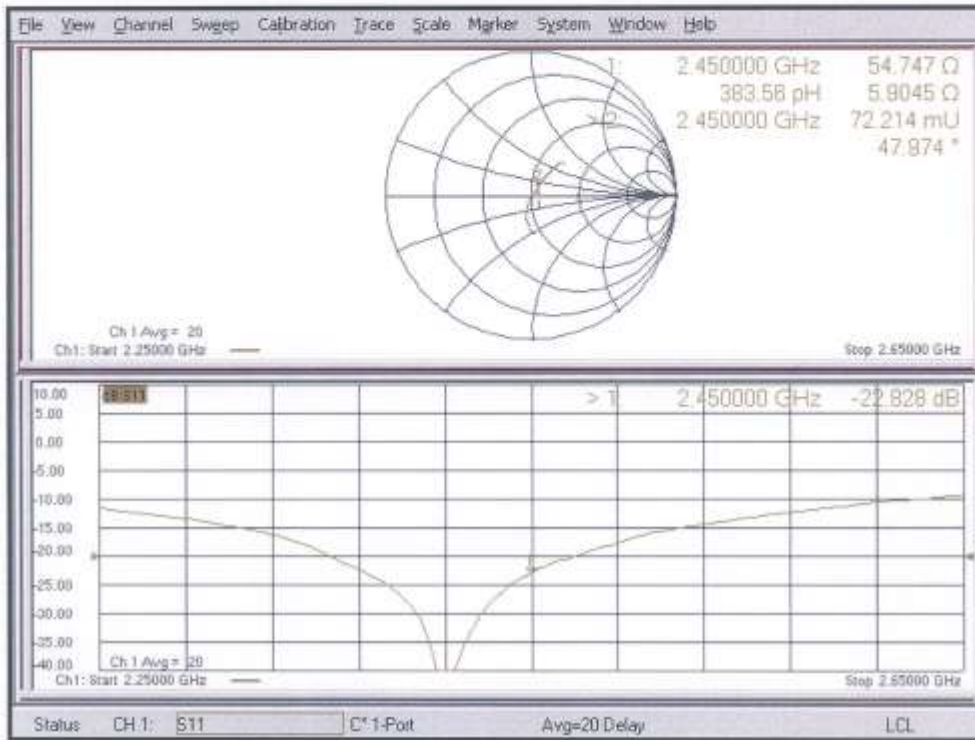 File View Channel Sweep Calibration Trace Scale Marker System Window Help
1: 2.450000 GHz 54.747 Ω
383.58 pH 5.9045 Ω
> 2: 2.450000 GHz 72.214 mU
47.874 °
Ch 1 Avg = 20
Ch1: Start 2.25000 GHz Stop 2.65000 GHz
10.00 dB S11 > 1 2.450000 GHz -22.828 dB
5.00
0.00
-5.00
-10.00
-15.00
-20.00
-25.00
-30.00
-35.00
-40.00 Ch 1 Avg = 20
Ch1: Start 2.25000 GHz Stop 2.65000 GHz
1
Status CH 1: S11 C* 1-Port Avg=20 Delay LCL